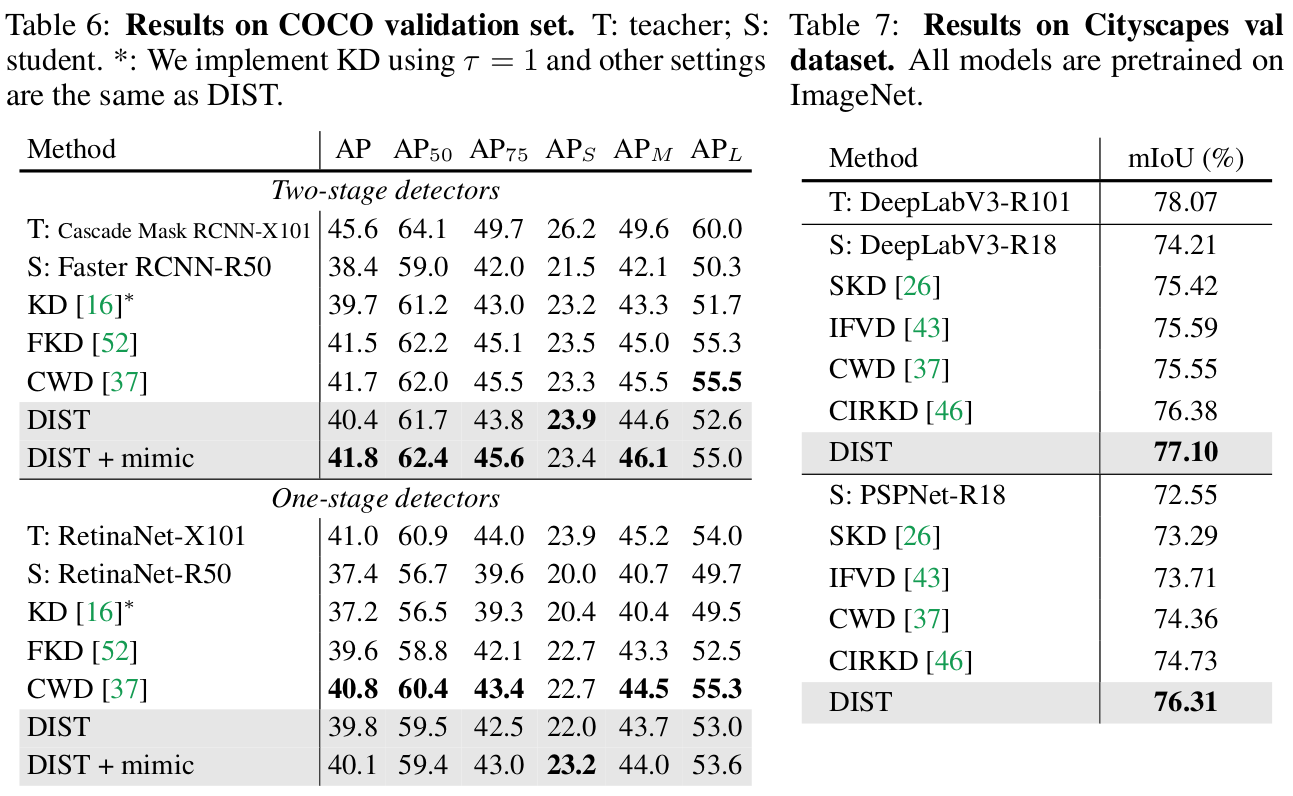 Table 6: Results on COCO validation set. T: teacher; S:
student. *: We implement KD using τ = 1 and other settings
are the same as DIST.
Method AP AP50 AP75 APS APM APL
Two-stage detectors
T: Cascade Mask RCNN-X101 45.6 64.1 49.7 26.2 49.6 60.0
S: Faster RCNN-R50 38.4 59.0 42.0 21.5 42.1 50.3
KD [16]* 39.7 61.2 43.0 23.2 43.3 51.7
FKD [52] 41.5 62.2 45.1 23.5 45.0 55.3
CWD [37] 41.7 62.0 45.5 23.3 45.5 55.5
DIST 40.4 61.7 43.8 23.9 44.6 52.6
DIST + mimic 41.8 62.4 45.6 23.4 46.1 55.0
One-stage detectors
T: RetinaNet-X101 41.0 60.9 44.0 23.9 45.2 54.0
S: RetinaNet-R50 37.4 56.7 39.6 20.0 40.7 49.7
KD [16]* 37.2 56.5 39.3 20.4 40.4 49.5
FKD [52] 39.6 58.8 42.1 22.7 43.3 52.5
CWD [37] 40.8 60.4 43.4 22.7 44.5 55.3
DIST 39.8 59.5 42.5 22.0 43.7 53.0
DIST + mimic 40.1 59.4 43.0 23.2 44.0 53.6
Table 7: Results on Cityscapes val
dataset. All models are pretrained on
ImageNet.
Method mIoU (%)
T: DeepLabV3-R101 78.07
S: DeepLabV3-R18 74.21
SKD [26] 75.42
IFVD [43] 75.59
CWD [37] 75.55
CIRKD [46] 76.38
DIST 77.10
S: PSPNet-R18 72.55
SKD [26] 73.29
IFVD [43] 73.71
CWD [37] 74.36
CIRKD [46] 74.73
DIST 76.31